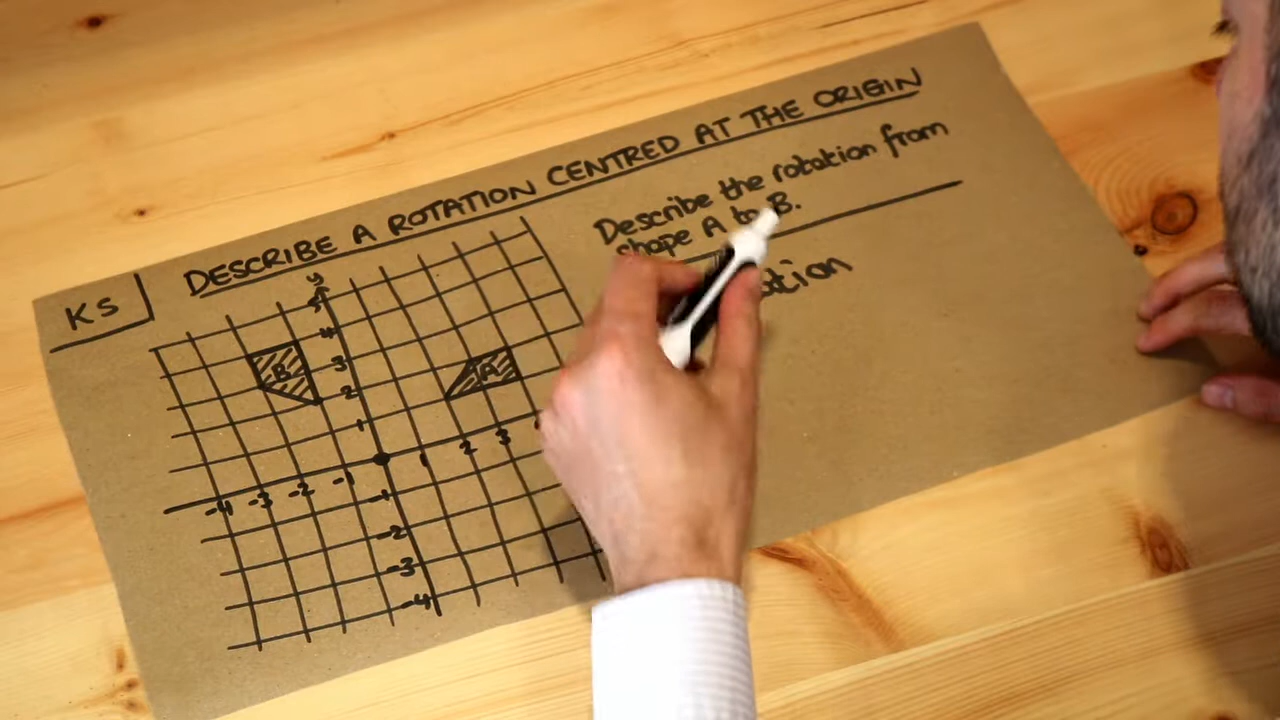 DESCRIBE A ROTATION CENTRED AT THE ORIGIN
KS
Describe the rotation from
shape A to B.
y
5
4
3
2
1
B
A
-4 -3 -2 -1 1 2 3
-1
-2
-3
-4